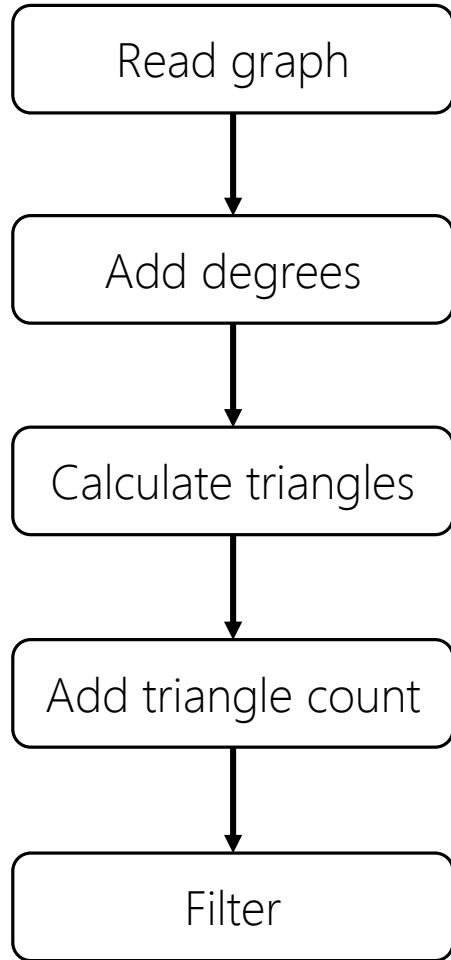 Read graph
Add degrees
Calculate triangles
Add triangle count
Filter